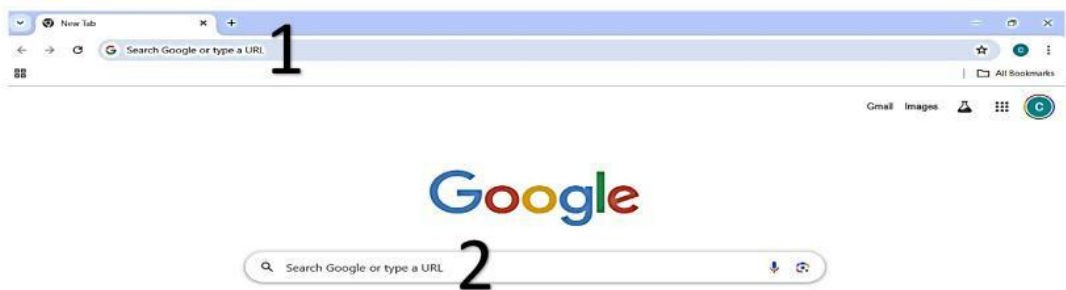 New Tab
1
Search Google or type a URL
All Bookmarks
Gmail Images
C
Google
2
Search Google or type a URL